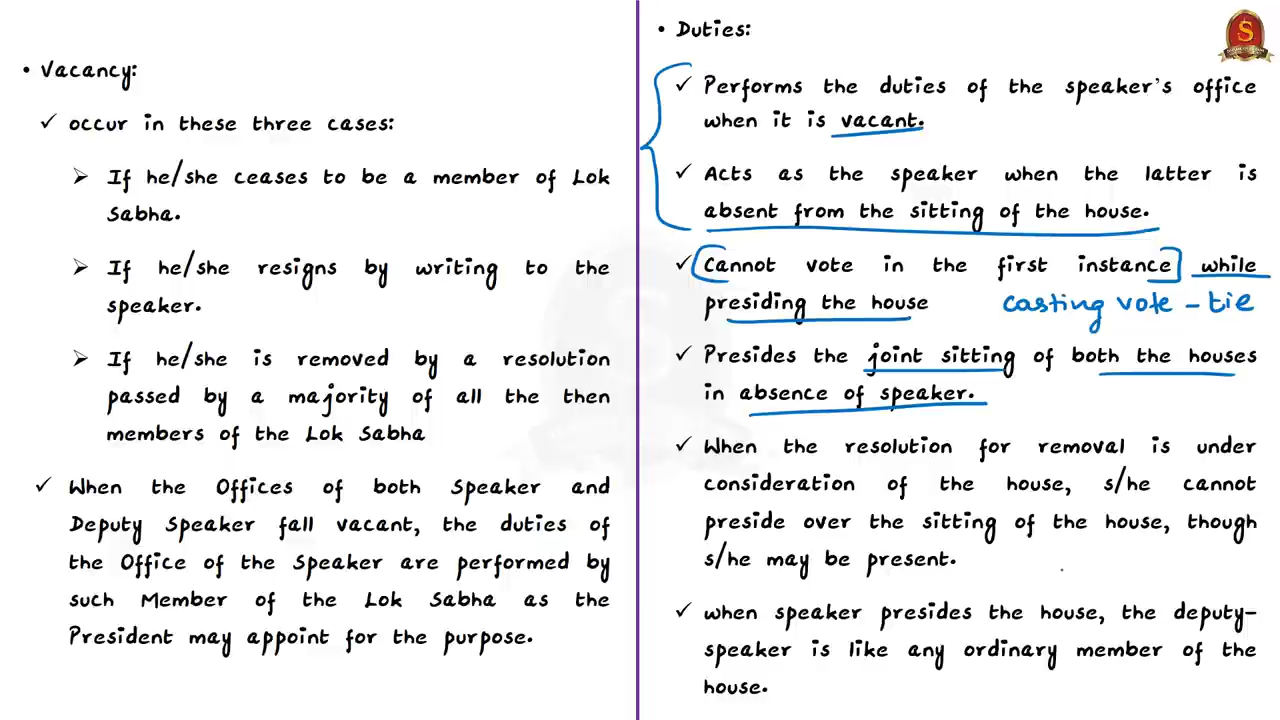 • Vacancy:
✓ occur in these three cases:
➢ If he/she ceases to be a member of Lok
Sabha.
➢ If he/she resigns by writing to the
speaker.
➢ If he/she is removed by a resolution
passed by a majority of all the then
members of the Lok Sabha
✓ When the Offices of both Speaker and
Deputy Speaker fall vacant, the duties of
the Office of the Speaker are performed by
such Member of the Lok Sabha as the
President may appoint for the purpose.
• Duties:
✓ Performs the duties of the speaker's office
when it is vacant.
✓ Acts as the speaker when the latter is
absent from the sitting of the house.
✓ Cannot vote in the first instance while
presiding the house
casting vote - tie
✓ Presides the joint sitting of both the houses
in absence of speaker.
✓ When the resolution for removal is under
consideration of the house, s/he cannot
preside over the sitting of the house, though
s/he may be present.
✓ when speaker presides the house, the deputy-
speaker is like any ordinary member of the
house.
S